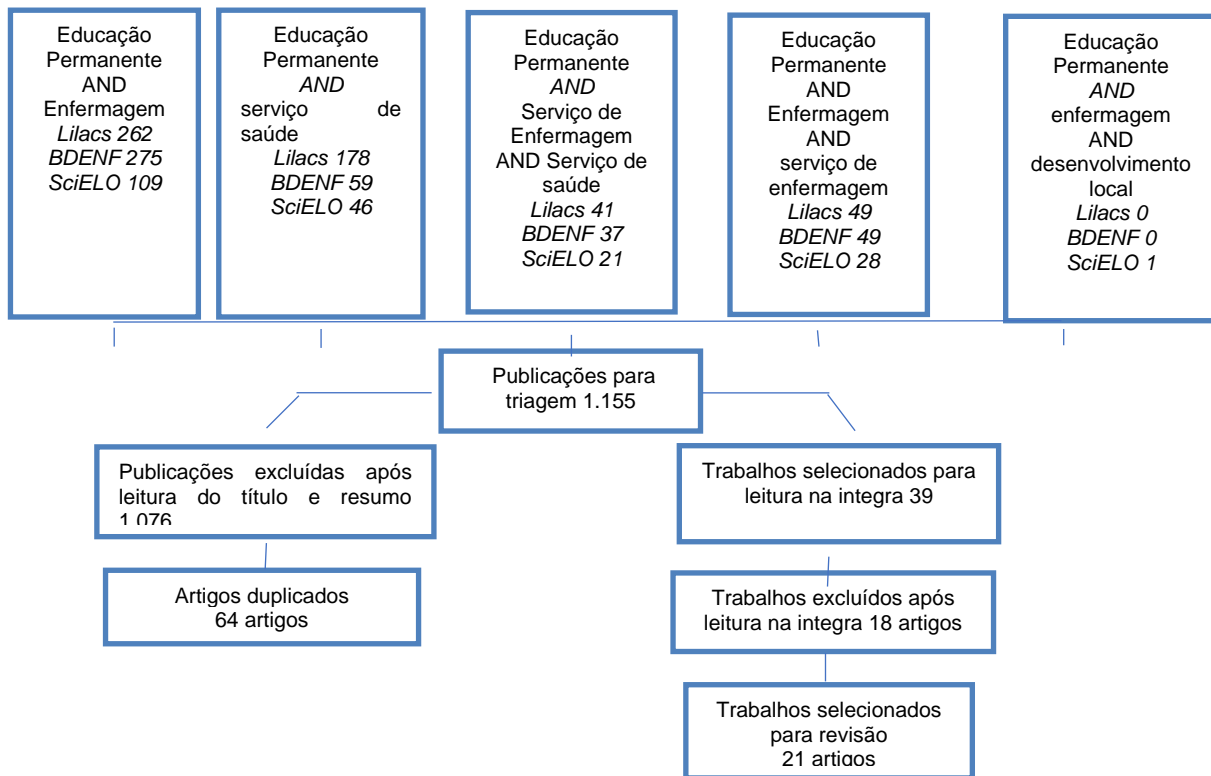 Educação
Permanente
AND
Enfermagem
Lilacs 262
BDENF 275
SciELO 109
Educação
Permanente
AND
serviço de
saúde
Lilacs 178
BDENF 59
SciELO 46
Educação
Permanente
AND
Serviço de
Enfermagem
AND Serviço de
saúde
Lilacs 41
BDENF 37
SciELO 21
Educação
Permanente
AND
Enfermagem
AND
serviço de
enfermagem
Lilacs 49
BDENF 49
SciELO 28
Educação
Permanente
AND
enfermagem
AND
desenvolvimento
local
Lilacs 0
BDENF 0
SciELO 1
Publicações para
triagem 1.155
Publicações excluídas após
leitura do título e resumo
1.076
Trabalhos selecionados para
leitura na integra 39
Artigos duplicados
64 artigos
Trabalhos excluídos após
leitura na integra 18 artigos
Trabalhos selecionados
para revisão
21 artigos